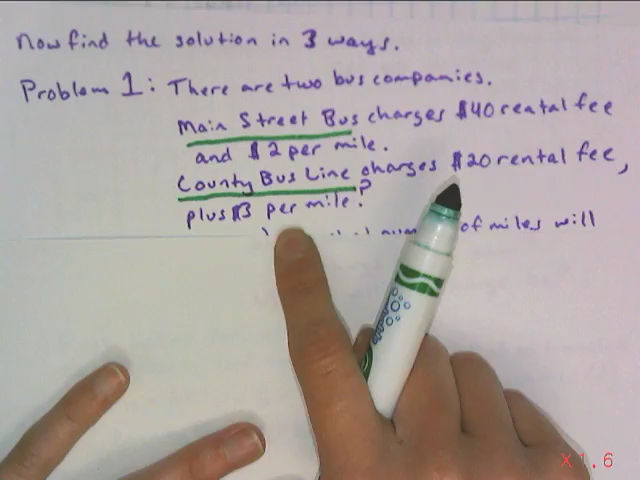 Now find the solution in 3 ways.
Problem 1: There are two bus companies.
Main Street Bus charges $40 rental fee
and $2 per mile.
County Bus Line charges $20 rental fee,
plus $3 per mile?
of miles will
X1.6